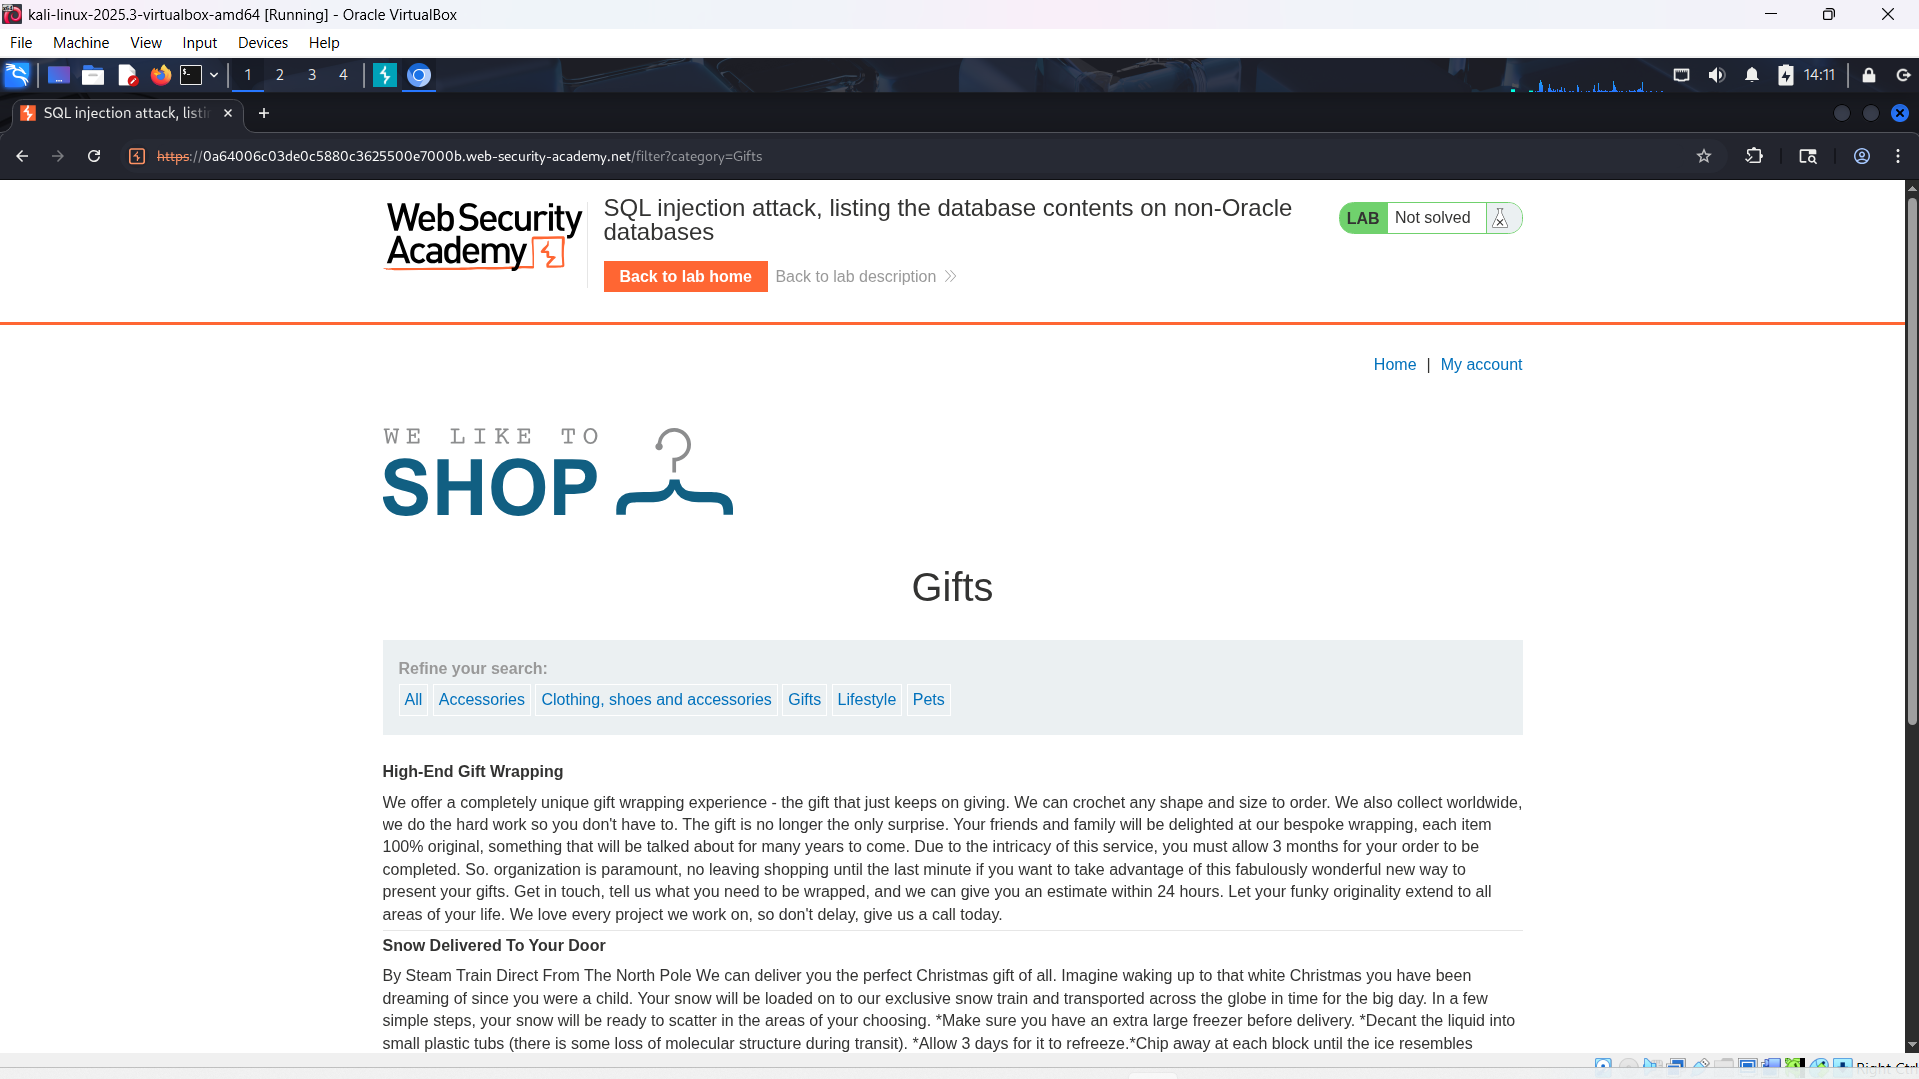 kali-linux-2025.3-virtualbox-amd64 [Running] - Oracle VirtualBox
File Machine View Input Devices Help
1 2 3 4 14:11
SQL injection attack, listin
https://0a64006c03de0c5880c3625500e7000b.web-security-academy.net/filter?category=Gifts
Web Security
Academy
SQL injection attack, listing the database contents on non-Oracle
databases
LAB Not solved
Back to lab home Back to lab description
Home | My account
WE LIKE TO
SHOP
Gifts
Refine your search:
All Accessories Clothing, shoes and accessories Gifts Lifestyle Pets
High-End Gift Wrapping
We offer a completely unique gift wrapping experience - the gift that just keeps on giving. We can crochet any shape and size to order. We also collect worldwide,
we do the hard work so you don't have to. The gift is no longer the only surprise. Your friends and family will be delighted at our bespoke wrapping, each item
100% original, something that will be talked about for many years to come. Due to the intricacy of this service, you must allow 3 months for your order to be
completed. So. organization is paramount, no leaving shopping until the last minute if you want to take advantage of this fabulously wonderful new way to
present your gifts. Get in touch, tell us what you need to be wrapped, and we can give you an estimate within 24 hours. Let your funky originality extend to all
areas of your life. We love every project we work on, so don't delay, give us a call today.
Snow Delivered To Your Door
By Steam Train Direct From The North Pole We can deliver you the perfect Christmas gift of all. Imagine waking up to that white Christmas you have been
dreaming of since you were a child. Your snow will be loaded on to our exclusive snow train and transported across the globe in time for the big day. In a few
simple steps, your snow will be ready to scatter in the areas of your choosing. *Make sure you have an extra large freezer before delivery. *Decant the liquid into
small plastic tubs (there is some loss of molecular structure during transit). *Allow 3 days for it to refreeze.*Chip away at each block until the ice resembles
Right Ctrl